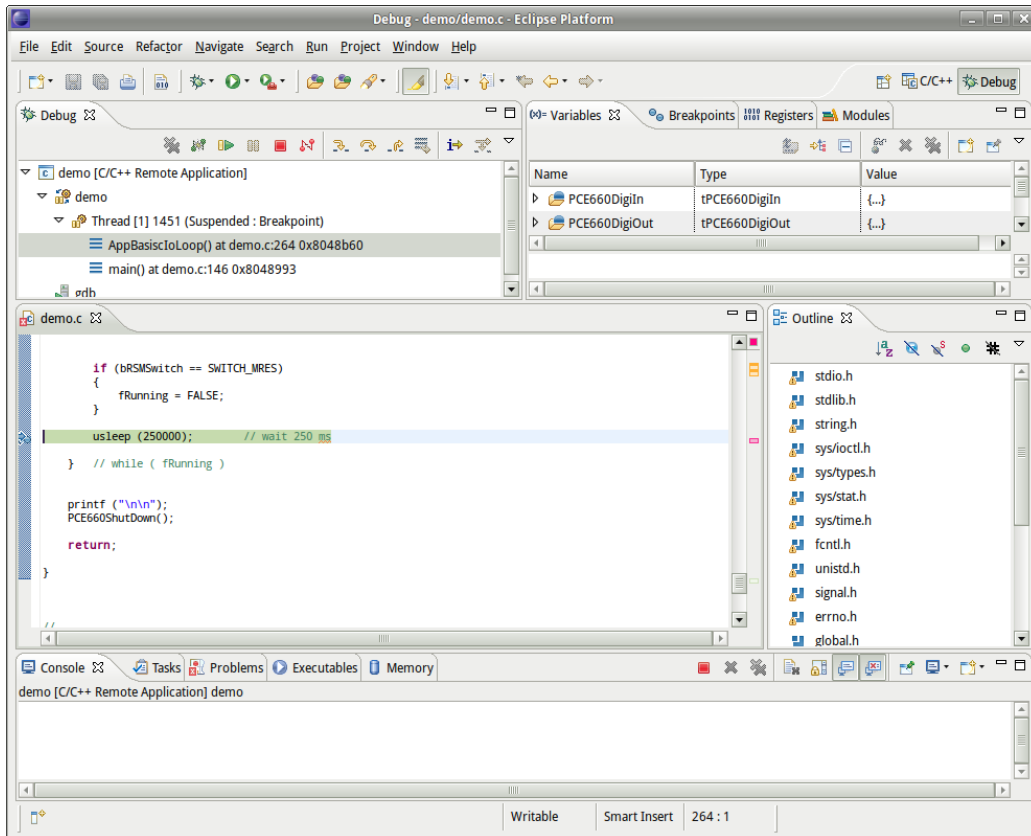 Debug - demo/demo.c - Eclipse Platform
File Edit Source Refactor Navigate Search Run Project Window Help
C/C++ Debug
Debug
(x)= Variables Breakpoints Registers Modules
demo [C/C++ Remote Application]
demo
Thread [1] 1451 (Suspended : Breakpoint)
AppBasiscIoLoop() at demo.c:264 0x8048b60
main() at demo.c:146 0x8048993
gdb
Name Type Value
PCE660DigiIn tPCE660DigiIn {...}
PCE660DigiOut tPCE660DigiOut {...}
demo.c
if (bRSMSwitch == SWITCH_MRES)
{
fRunning = FALSE;
}
usleep (250000); // wait 250 ms
} // while ( fRunning )
printf ("\n\n");
PCE660ShutDown();
return;
}
//
Outline
stdio.h
stdlib.h
string.h
sys/ioctl.h
sys/types.h
sys/stat.h
sys/time.h
fcntl.h
unistd.h
signal.h
errno.h
global.h
Console Tasks Problems Executables Memory
demo [C/C++ Remote Application] demo
Writable Smart Insert 264 : 1